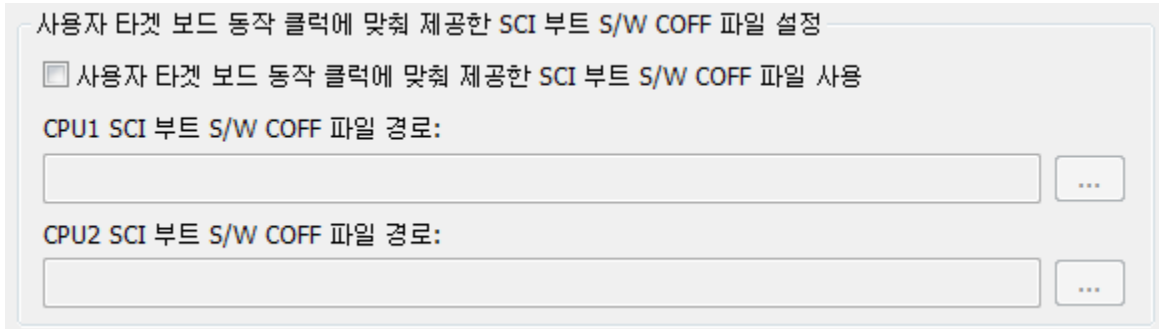 사용자 타겟 보드 동작 클럭에 맞춰 제공한 SCI 부트 S/W COFF 파일 설정
사용자 타겟 보드 동작 클럭에 맞춰 제공한 SCI 부트 S/W COFF 파일 사용
CPU1 SCI 부트 S/W COFF 파일 경로:
...
CPU2 SCI 부트 S/W COFF 파일 경로:
...